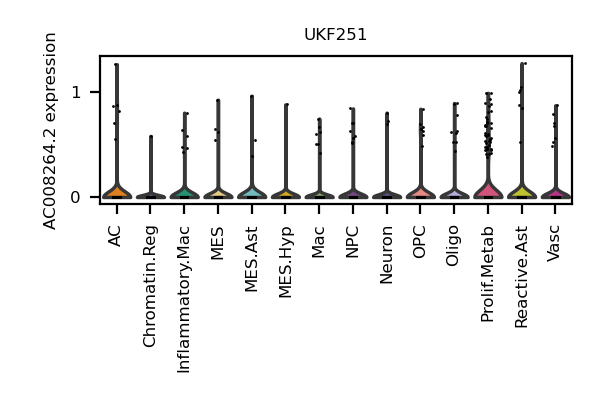 UKF251
AC008264.2 expression
1
0
AC
Chromatin.Reg
Inflammatory.Mac
MES
MES.Ast
MES.Hyp
Mac
NPC
Neuron
OPC
Oligo
Prolif.Metab
Reactive.Ast
Vasc